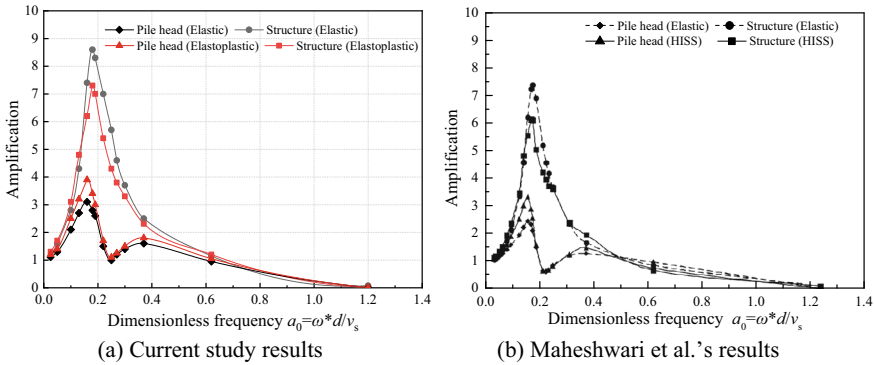 Pile head (Elastic) Structure (Elastic)
Pile head (Elastoplastic) Structure (Elastoplastic)
10
9
8
7
6
5
4
3
2
1
0
Amplification
0.0 0.2 0.4 0.6 0.8 1.0 1.2 1.4
Dimensionless frequency a₀=ω*d/vₛ
(a) Current study results
Pile head (Elastic) Structure (Elastic)
Pile head (HISS) Structure (HISS)
10
9
8
7
6
5
4
3
2
1
0
Amplification
0.0 0.2 0.4 0.6 0.8 1.0 1.2 1.4
Dimensionless frequency a₀=ω*d/vₛ
(b) Maheshwari et al.'s results